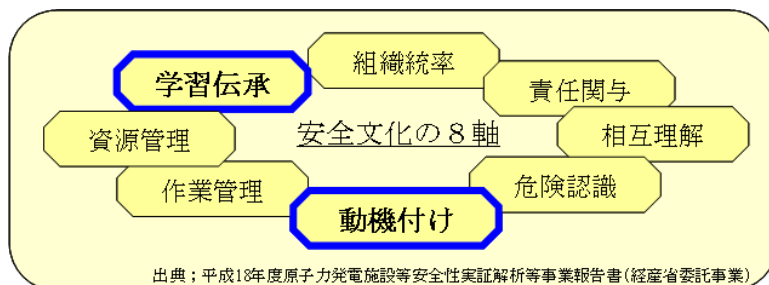 組織統率
学習伝承
責任関与
資源管理
安全文化の８軸
相互理解
作業管理
危険認識
動機付け
出典；平成18年度原子力発電施設等安全性実証解析等事業報告書(経産省委託事業)